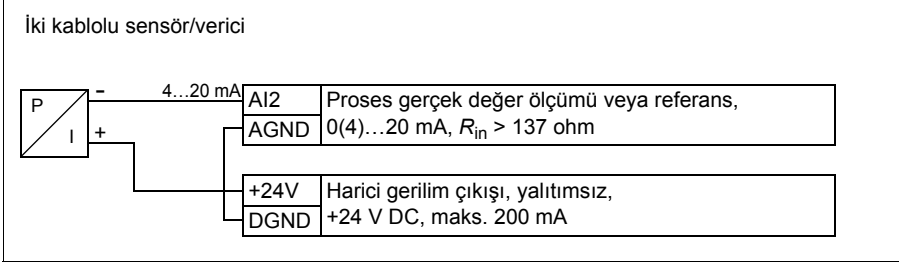 İki kablolu sensör/verici
P
I
-
+
4…20 mA
AI2
Proses gerçek değer ölçümü veya referans,
AGND
0(4)…20 mA, Rin > 137 ohm
+24V
Harici gerilim çıkışı, yalıtımsız,
DGND
+24 V DC, maks. 200 mA